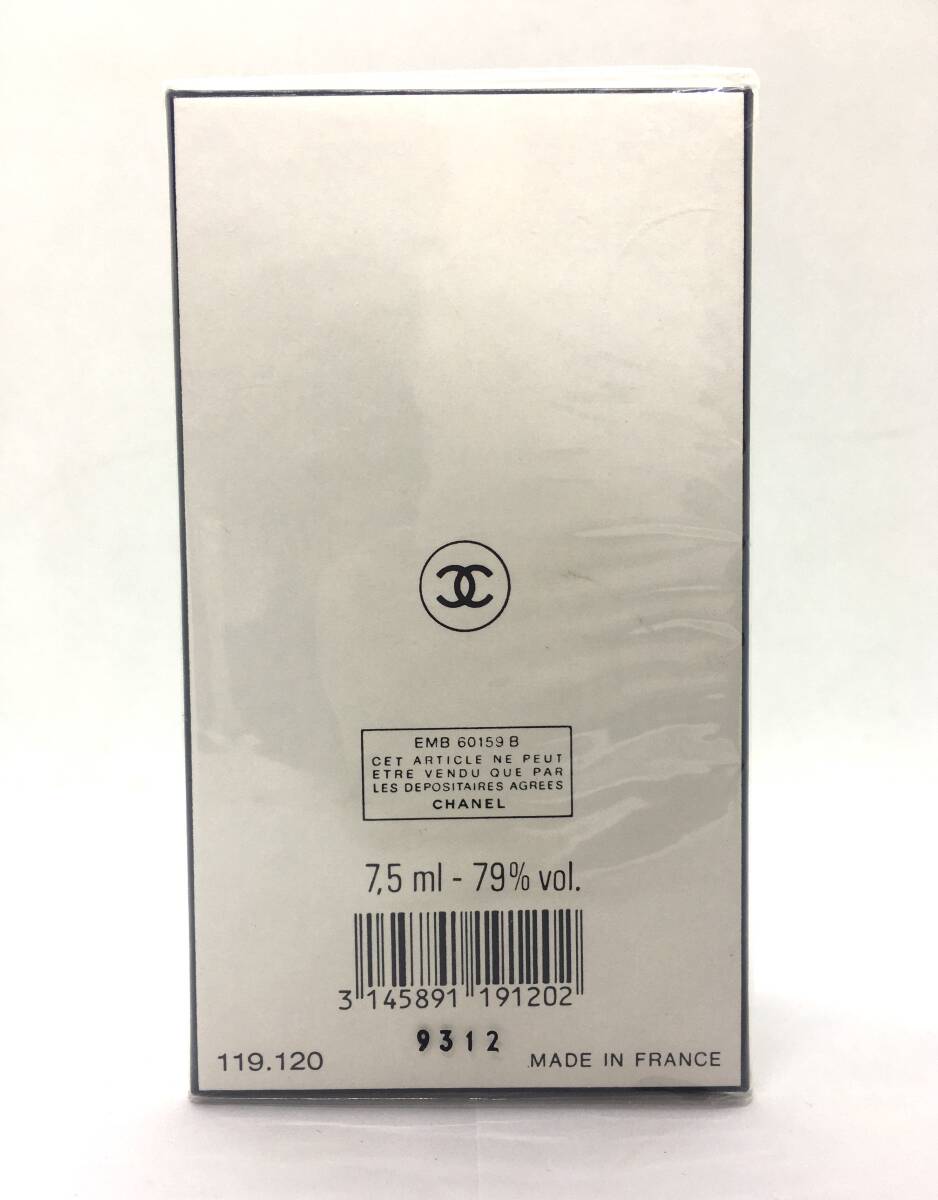 EMB 60159 B
CET ARTICLE NE PEUT
ETRE VENDU QUE PAR
LES DEPOSITAIRES AGREES
CHANEL
7,5 ml - 79% vol.
3 145891 191202
9312
119.120 MADE IN FRANCE